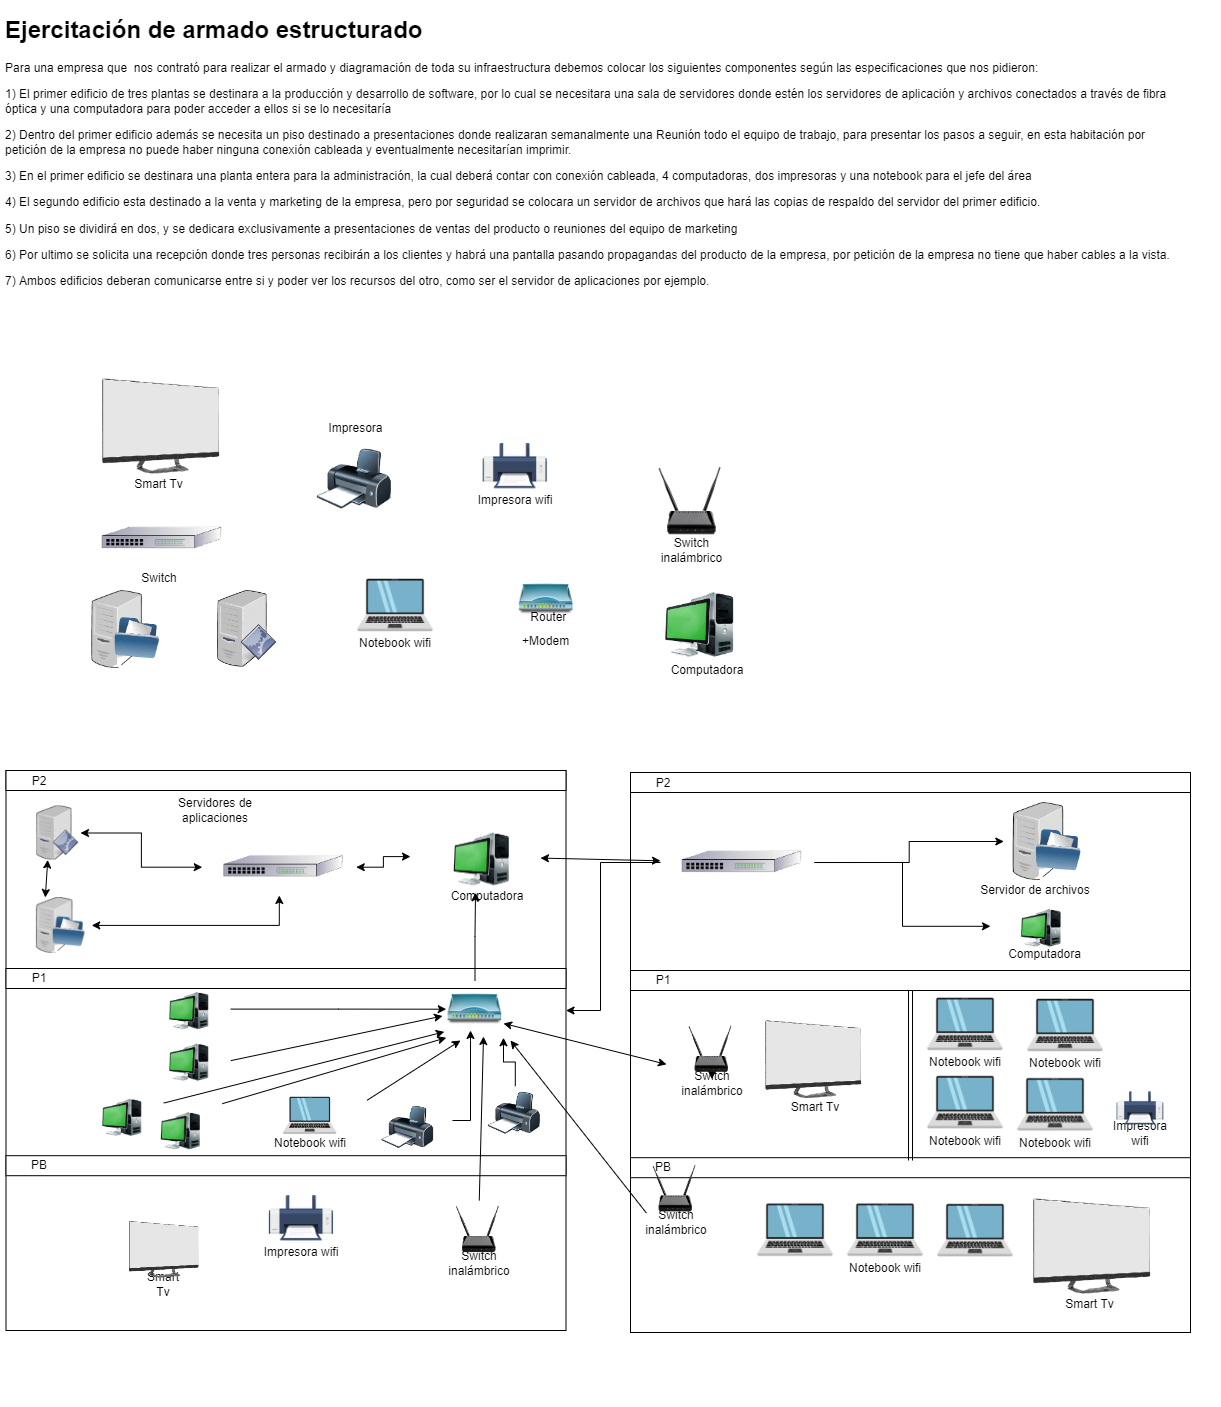 Ejercitación de armado estructurado
Para una empresa que  nos contrató para realizar el armado y diagramación de toda su infraestructura debemos colocar los siguientes componentes según las especificaciones que nos pidieron:
1) El primer edificio de tres plantas se destinara a la producción y desarrollo de software, por lo cual se necesitara una sala de servidores donde estén los servidores de aplicación y archivos conectados a través de fibra
óptica y una computadora para poder acceder a ellos si se lo necesitaría
2) Dentro del primer edificio además se necesita un piso destinado a presentaciones donde realizaran semanalmente una Reunión todo el equipo de trabajo, para presentar los pasos a seguir, en esta habitación por
petición de la empresa no puede haber ninguna conexión cableada y eventualmente necesitarían imprimir.
3) En el primer edificio se destinara una planta entera para la administración, la cual deberá contar con conexión cableada, 4 computadoras, dos impresoras y una notebook para el jefe del área
4) El segundo edificio esta destinado a la venta y marketing de la empresa, pero por seguridad se colocara un servidor de archivos que hará las copias de respaldo del servidor del primer edificio.
5) Un piso se dividirá en dos, y se dedicara exclusivamente a presentaciones de ventas del producto o reuniones del equipo de marketing
6) Por ultimo se solicita una recepción donde tres personas recibirán a los clientes y habrá una pantalla pasando propagandas del producto de la empresa, por petición de la empresa no tiene que haber cables a la vista.
7) Ambos edificios deberan comunicarse entre si y poder ver los recursos del otro, como ser el servidor de aplicaciones por ejemplo.
Impresora
Smart Tv
Impresora wifi
Switch
inalámbrico
Switch
Notebook wifi
Router
+Modem
Computadora
P2
Servidores de
aplicaciones
Computadora
P1
Notebook wifi
PB
Smart
Tv
Impresora wifi
Switch
inalámbrico
P2
Servidor de archivos
Computadora
P1
Switch
inalámbrico
Smart Tv
Notebook wifi
Notebook wifi
Notebook wifi
Notebook wifi
Impresora
wifi
PB
Switch
inalámbrico
Notebook wifi
Smart Tv